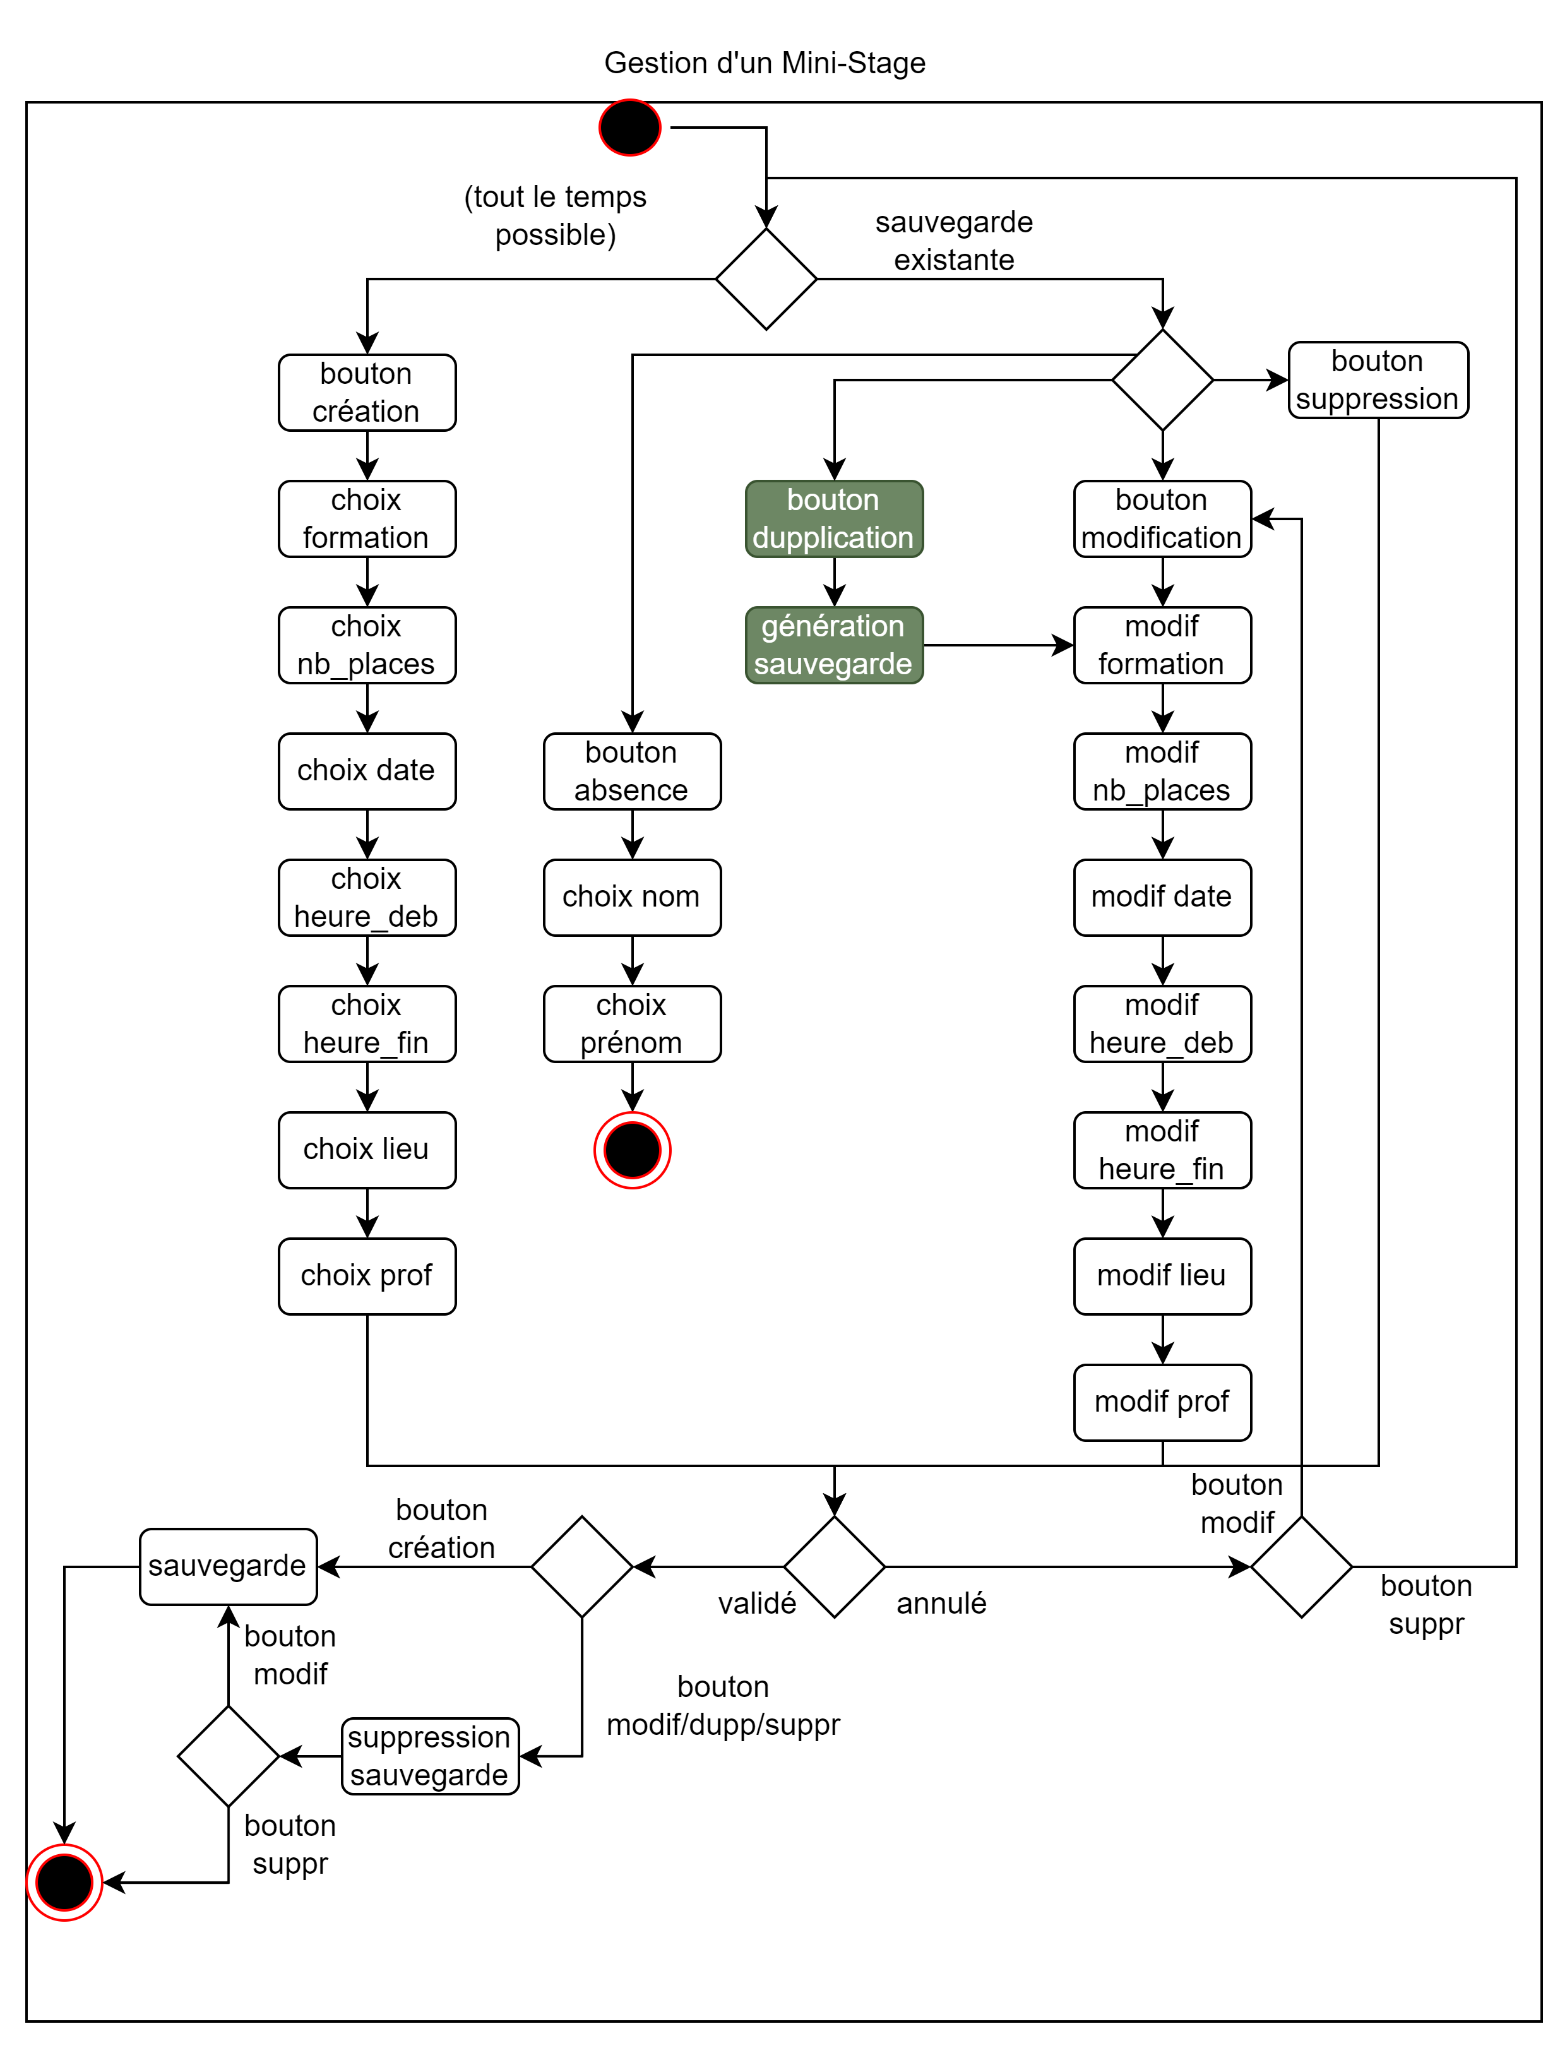 Gestion d'un Mini-Stage
(tout le temps
possible)
sauvegarde
existante
bouton
création
bouton
suppression
choix
formation
bouton
dupplication
bouton
modification
choix
nb_places
génération
sauvegarde
modif
formation
choix date
bouton
absence
modif
nb_places
choix
heure_deb
choix nom
modif date
choix
heure_fin
choix
prénom
modif
heure_deb
choix lieu
modif
heure_fin
choix prof
modif lieu
modif prof
bouton
modif
bouton
création
sauvegarde
validé
annulé
bouton
suppr
bouton
modif
bouton
modif/dupp/suppr
suppression
sauvegarde
bouton
suppr